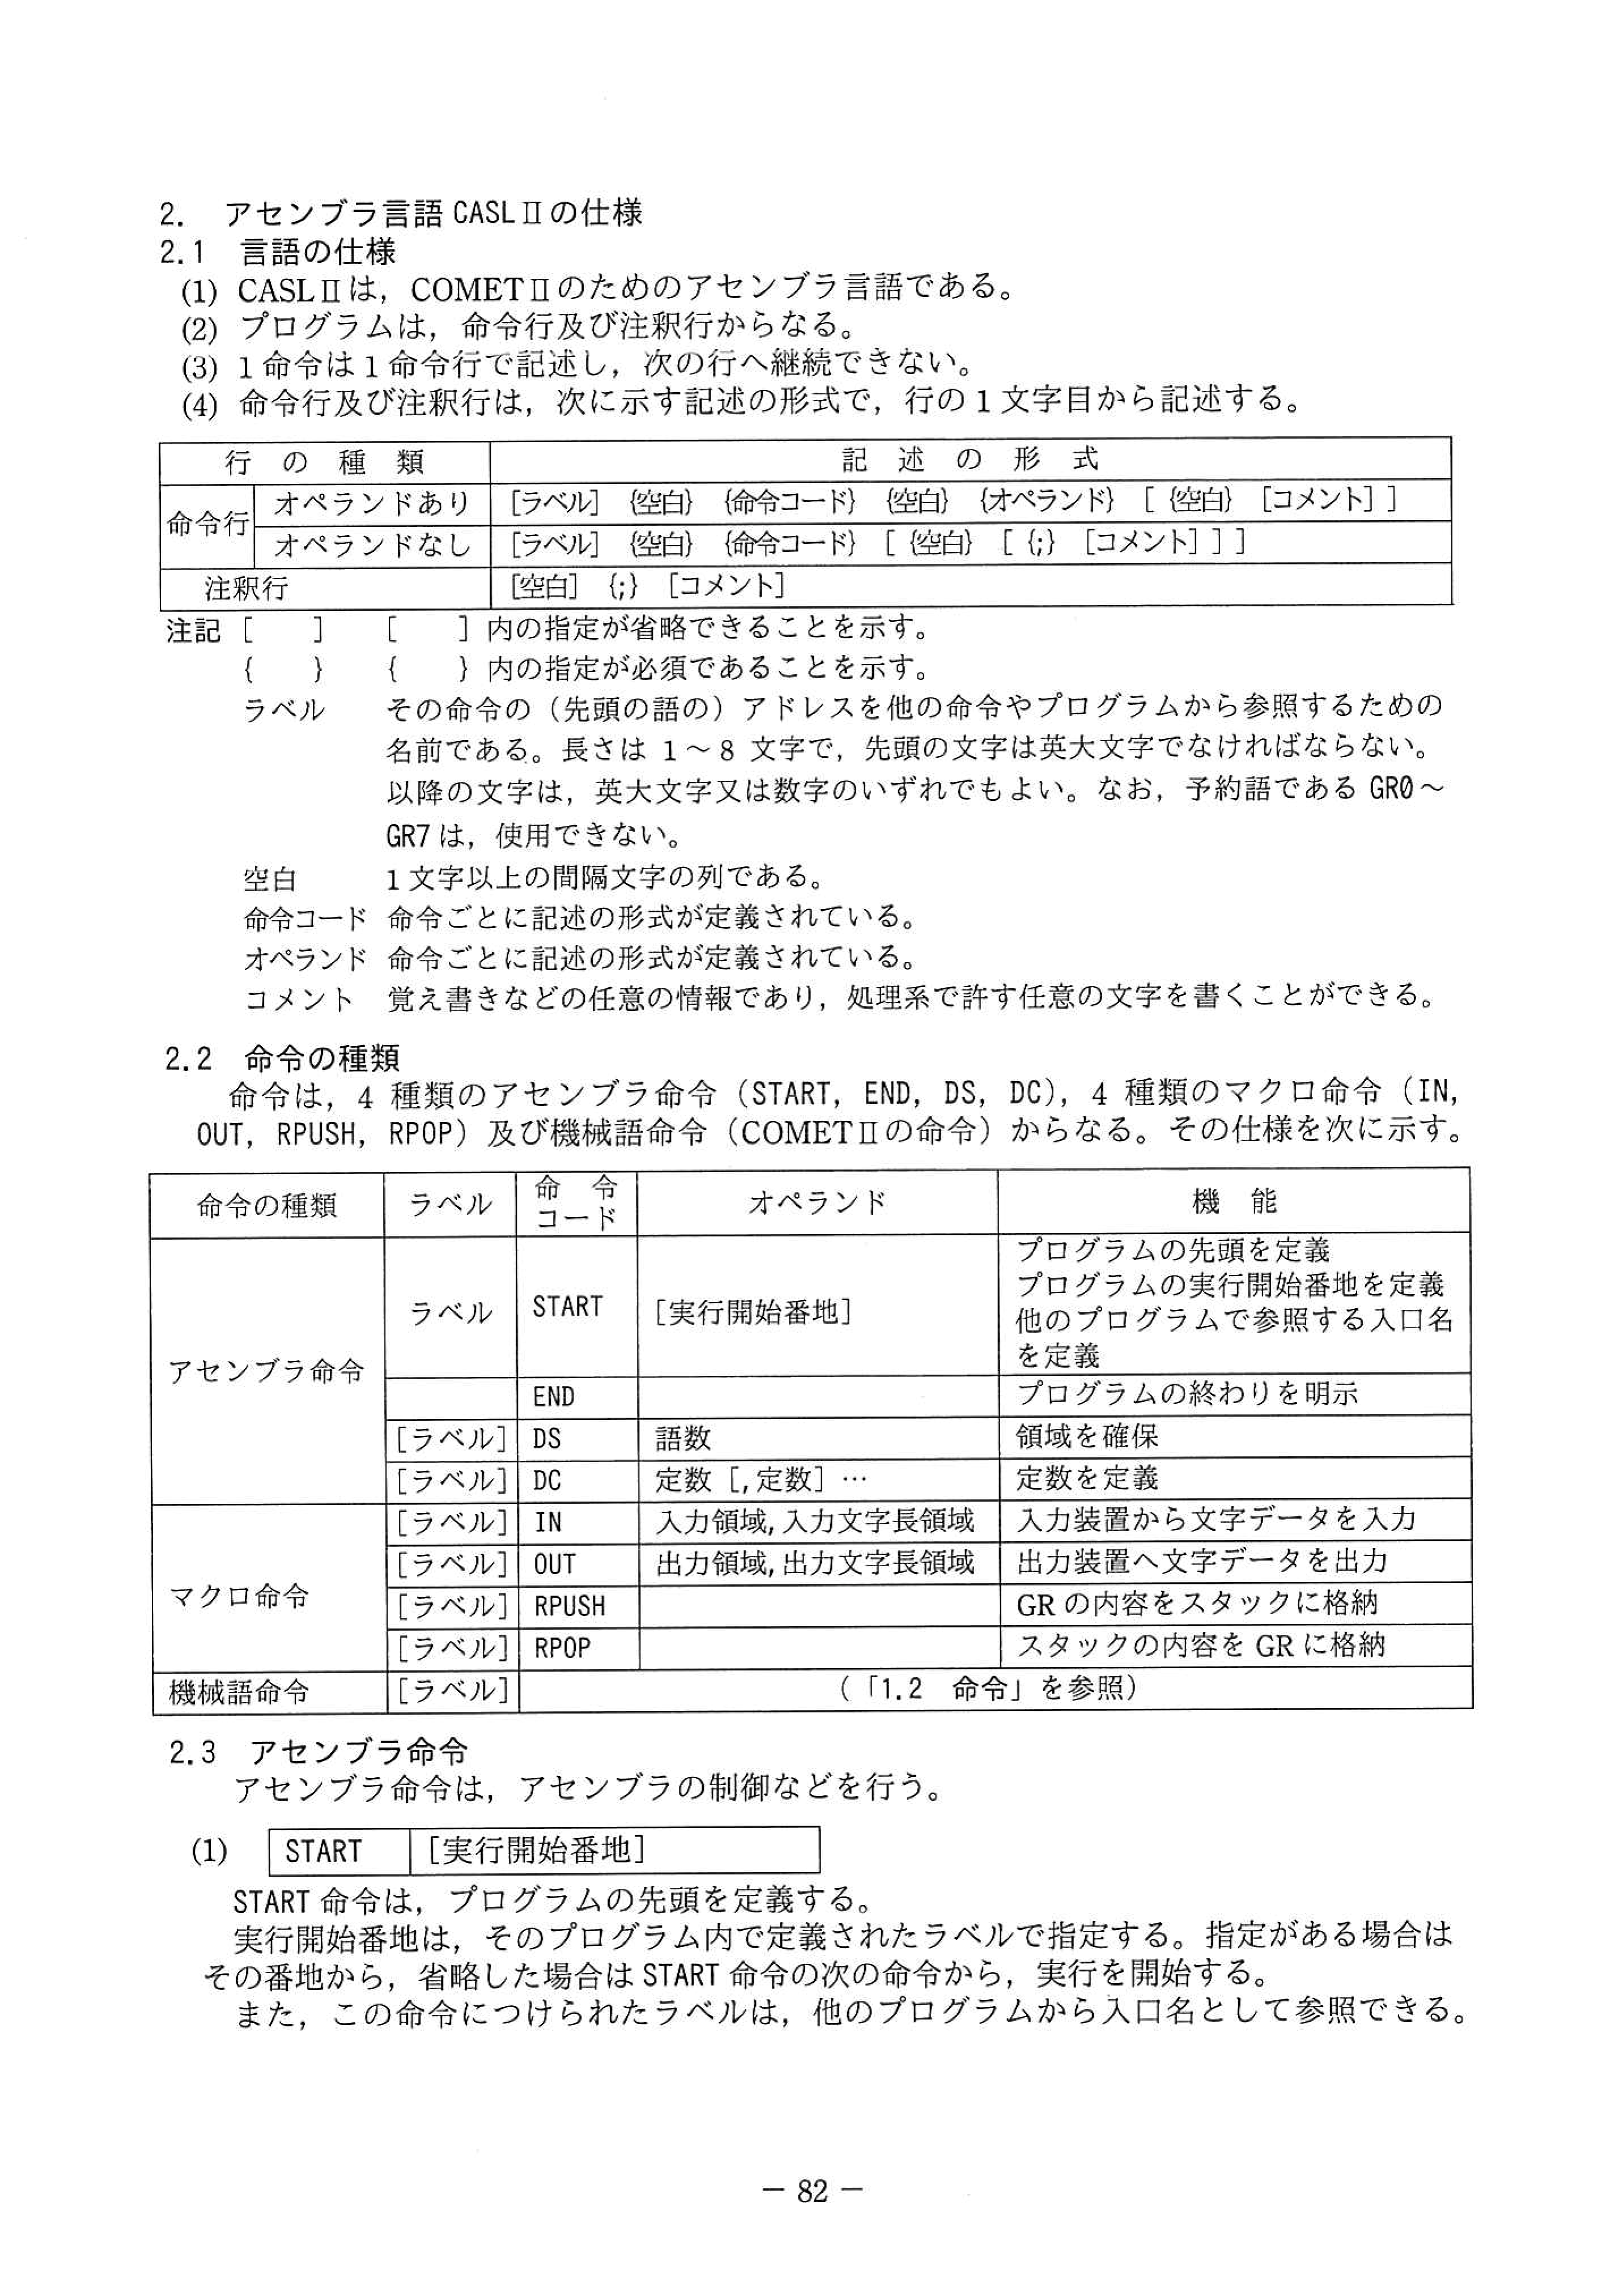 2. アセンブラ言語 CASLⅡの仕様
2.1 言語の仕様
(1) CASLⅡは，COMETⅡのためのアセンブラ言語である。
(2) プログラムは，命令行及び注釈行からなる。
(3) 1 命令は 1 命令行で記述し，次の行へ継続できない。
(4) 命令行及び注釈行は，次に示す記述の形式で，行の 1 文字目から記述する。
行 の 種 類 記 述 の 形 式
命令行 オペランドあり ［ラベル］ {空白} {命令コード} {空白} {オペランド} ［ {空白} ［コメント］ ］
オペランドなし ［ラベル］ {空白} {命令コード} ［ {空白} ［ {;} ［コメント］ ］ ］
注釈行 ［空白］ {;} ［コメント］
注記 ［ ］ ［ ］内の指定が省略できることを示す。
{ } { }内の指定が必須であることを示す。
ラベル その命令の（先頭の語の）アドレスを他の命令やプログラムから参照するための
名前である。長さは 1～8 文字で，先頭の文字は英大文字でなければならない。
以降の文字は，英大文字又は数字のいずれでもよい。なお，予約語である GR0～
GR7 は，使用できない。
空白 1 文字以上の間隔文字の列である。
命令コード 命令ごとに記述の形式が定義されている。
オペランド 命令ごとに記述の形式が定義されている。
コメント 覚え書きなどの任意の情報であり，処理系で許す任意の文字を書くことができる。
2.2 命令の種類
命令は，4 種類のアセンブラ命令（START，END，DS，DC），4 種類のマクロ命令（IN，
OUT，RPUSH，RPOP）及び機械語命令（COMETⅡの命令）からなる。その仕様を次に示す。
命令の種類 ラベル 命 令 コード オペランド 機 能
アセンブラ命令 ラベル START ［実行開始番地］ プログラムの先頭を定義
プログラムの実行開始番地を定義
他のプログラムで参照する入口名
を定義
END プログラムの終わりを明示
［ラベル］ DS 語数 領域を確保
［ラベル］ DC 定数［,定数］… 定数を定義
マクロ命令 ［ラベル］ IN 入力領域,入力文字長領域 入力装置から文字データを入力
［ラベル］ OUT 出力領域,出力文字長領域 出力装置へ文字データを出力
［ラベル］ RPUSH GR の内容をスタックに格納
［ラベル］ RPOP スタックの内容を GR に格納
機械語命令 ［ラベル］ （「1.2 命令」を参照）
2.3 アセンブラ命令
アセンブラ命令は，アセンブラの制御などを行う。
(1) START ［実行開始番地］
START 命令は，プログラムの先頭を定義する。
実行開始番地は，そのプログラム内で定義されたラベルで指定する。指定がある場合は
その番地から，省略した場合は START 命令の次の命令から，実行を開始する。
また，この命令につけられたラベルは，他のプログラムから入口名として参照できる。
－ 82 －